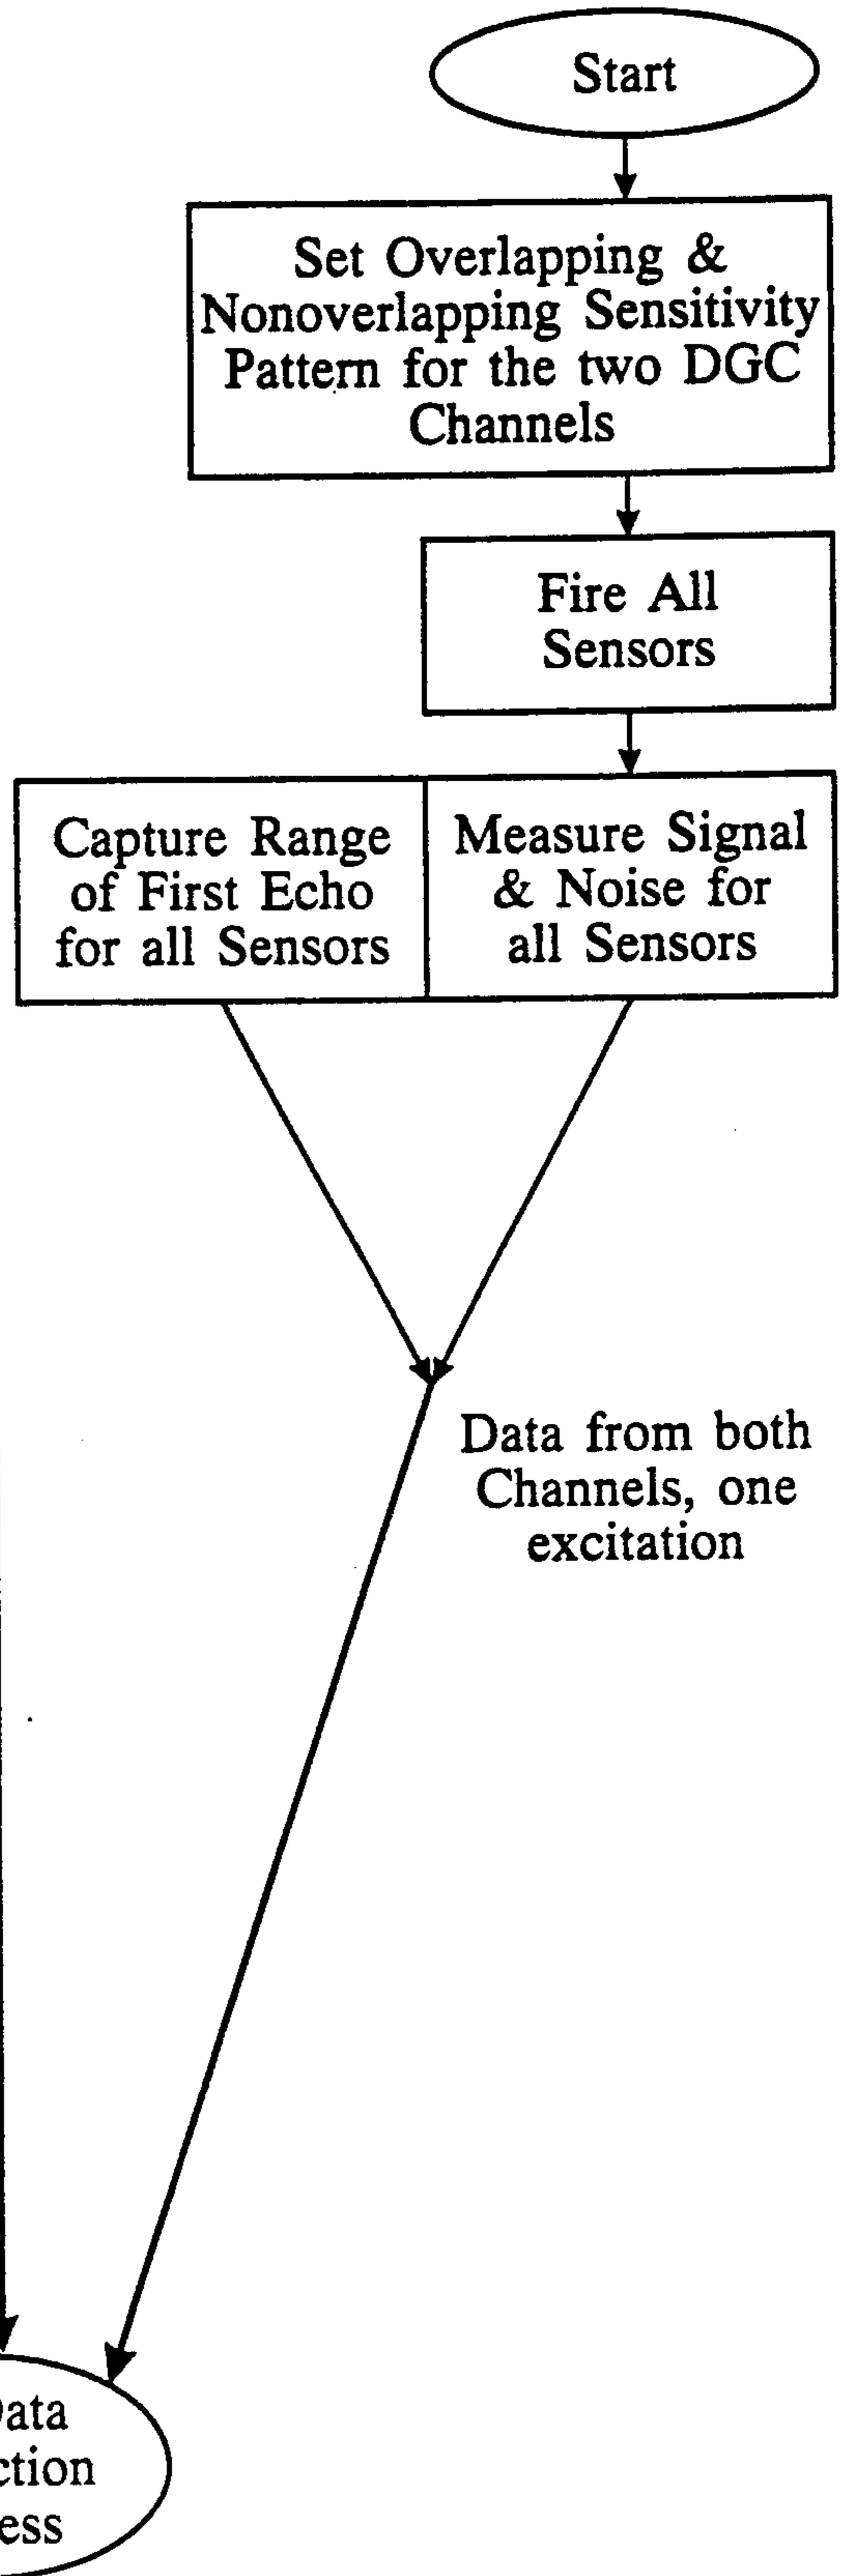 Start
Set Overlapping &
Nonoverlapping Sensitivity
Pattern for the two DGC
Channels
Fire All
Sensors
Capture Range
of First Echo
for all Sensors
Measure Signal
& Noise for
all Sensors
Data from both
Channels, one
excitation